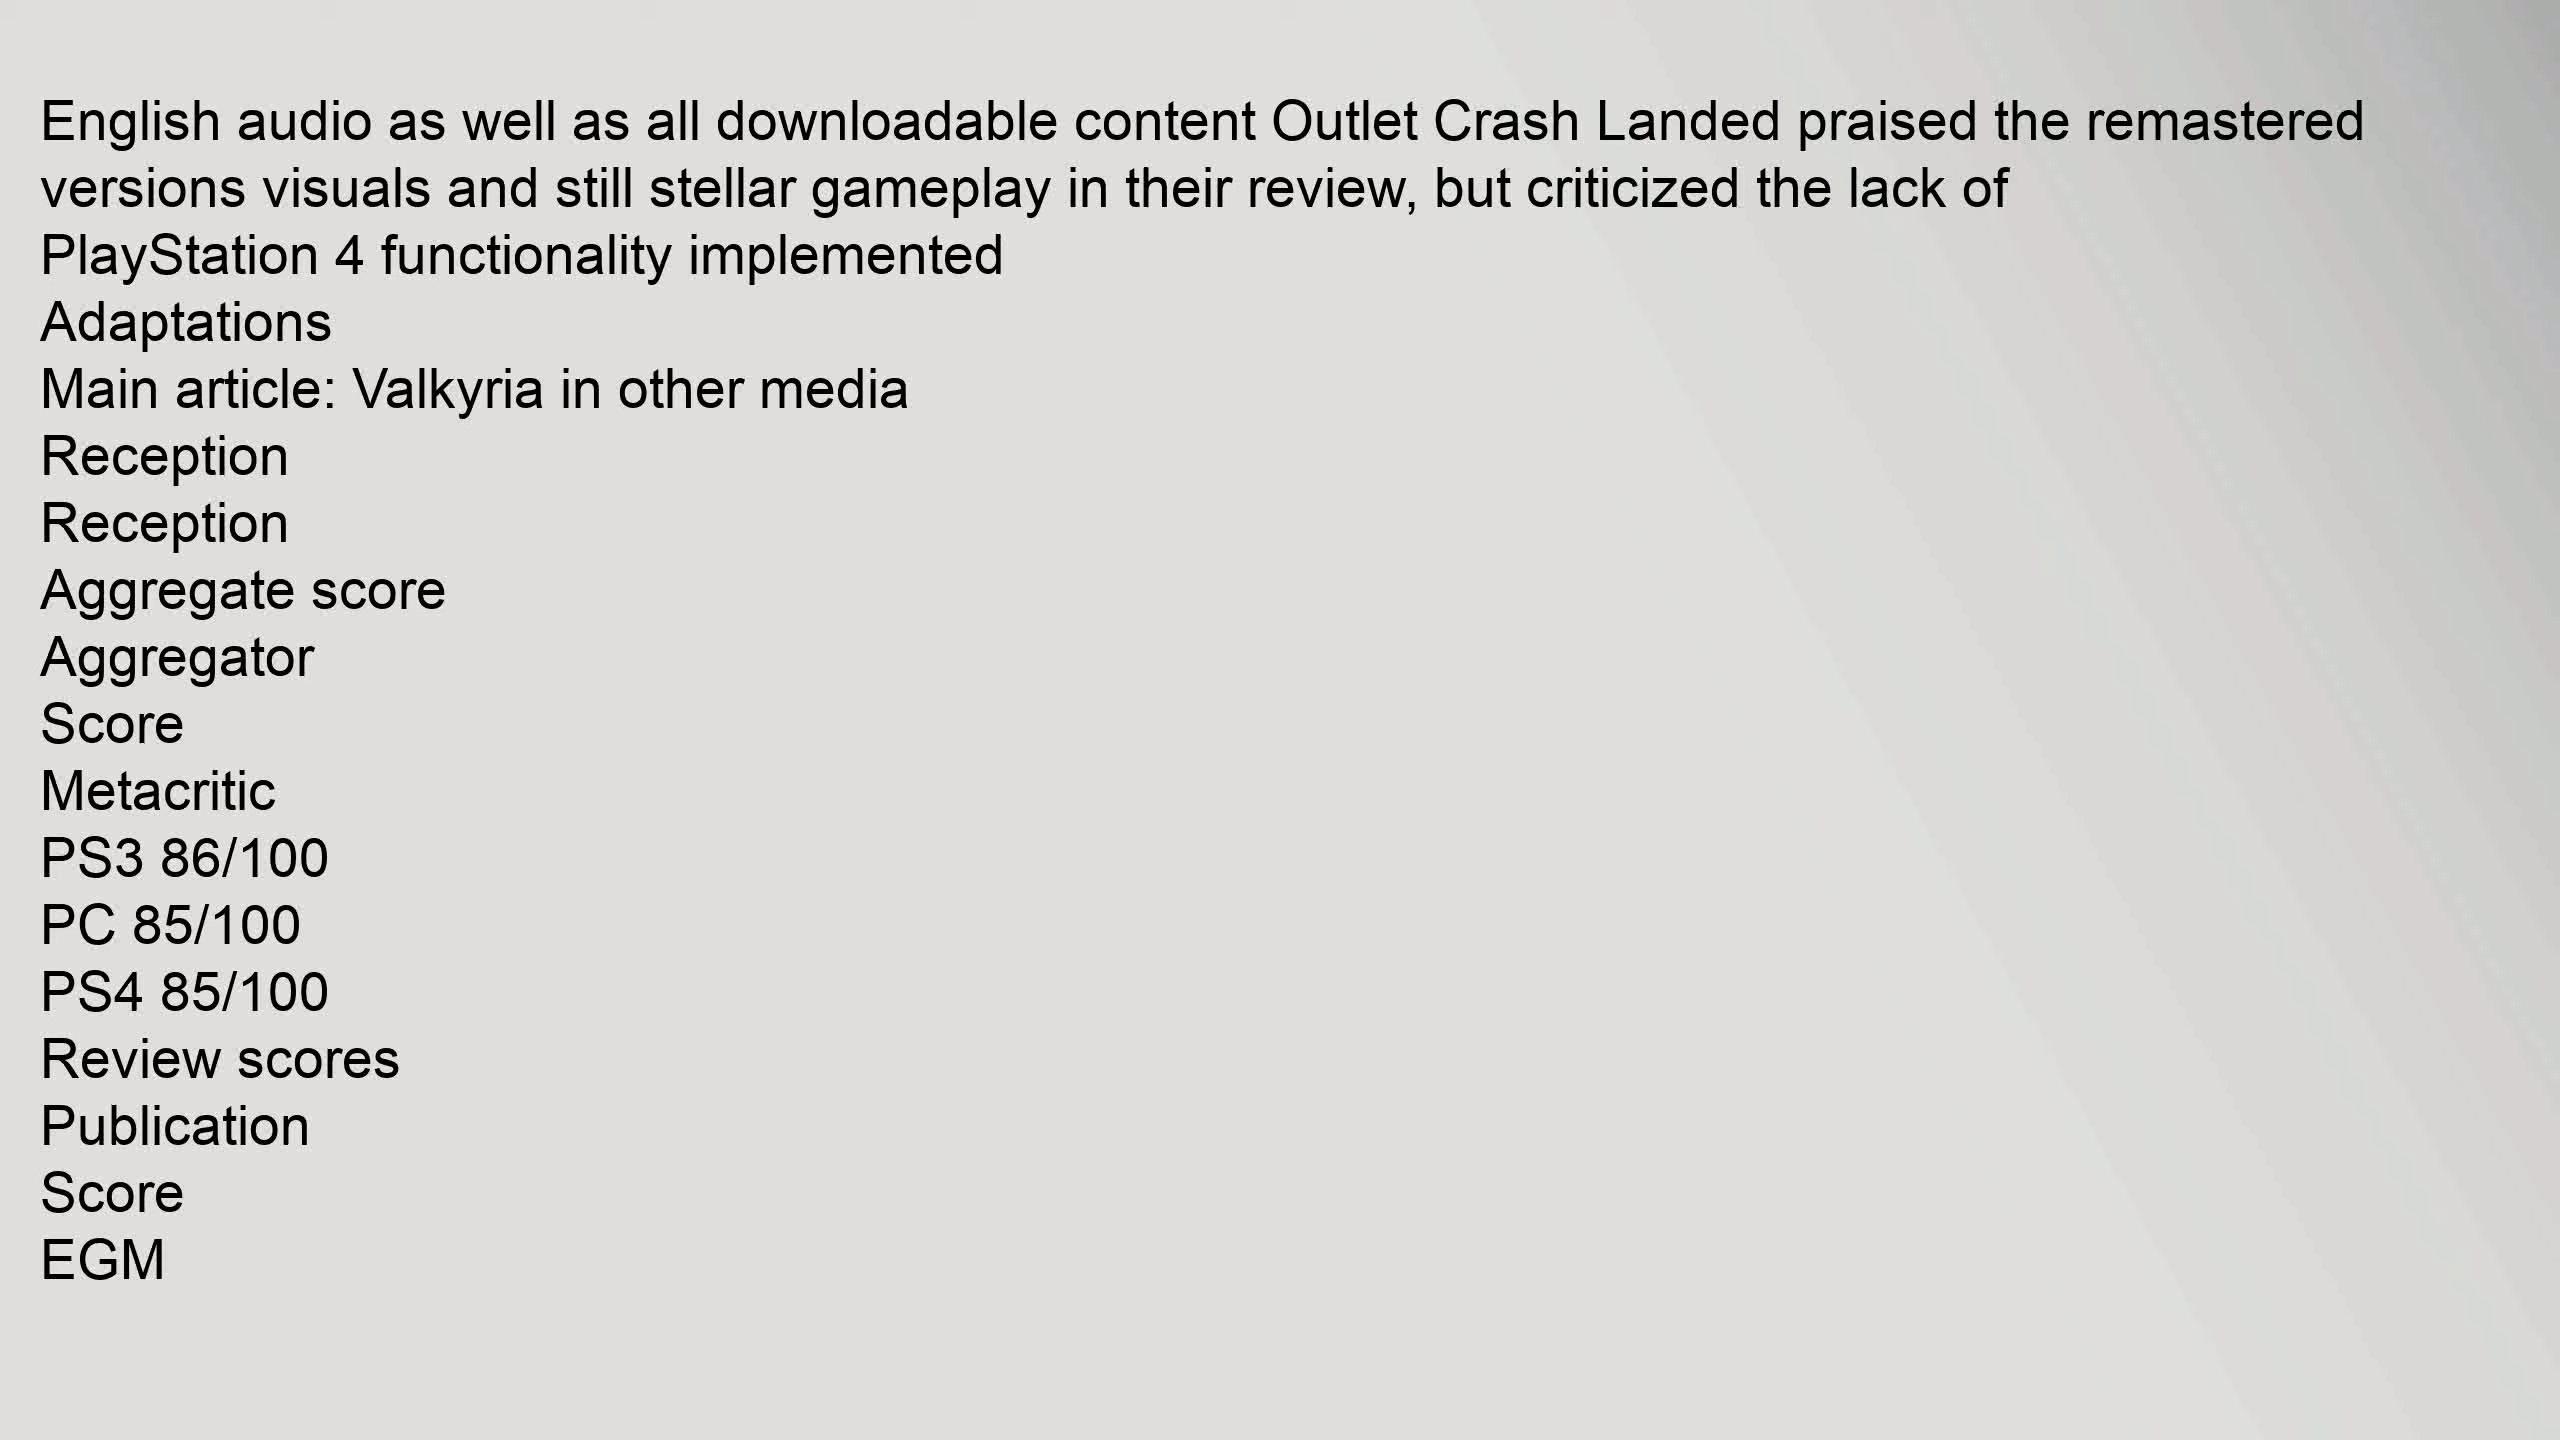 English audio as well as all downloadable content Outlet Crash Landed praised the remastered
versions visuals and still stellar gameplay in their review, but criticized the lack of
PlayStation 4 functionality implemented
Adaptations
Main article: Valkyria in other media
Reception
Reception
Aggregate score
Aggregator
Score
Metacritic
PS3 86/100
PC 85/100
PS4 85/100
Review scores
Publication
Score
EGM